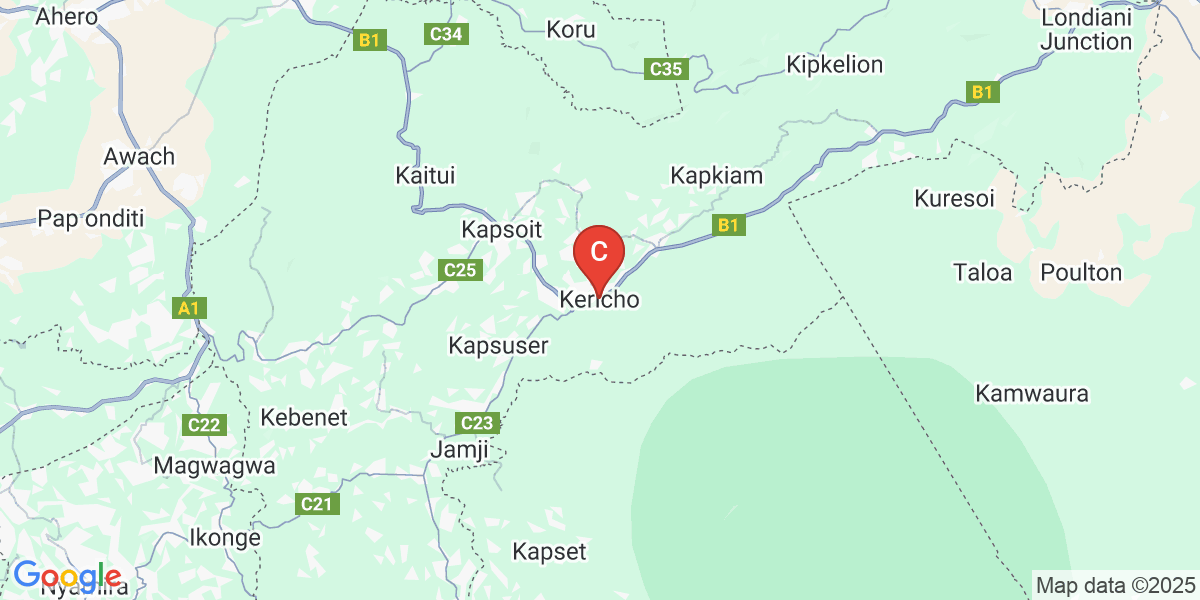 Ahero
B1
C34
Koru
Londiani
Junction
C35
Kipkelion
B1
Awach
Kaitui
Kapkiam
Kuresoi
Pap onditi
Kapsoit
B1
C
C25
Taloa
Poulton
A1
Kericho
Kapsuser
Kamwaura
Kebenet
C22
C23
Jamji
Magwagwa
C21
Ikonge
Kapset
Google
Map data ©2025